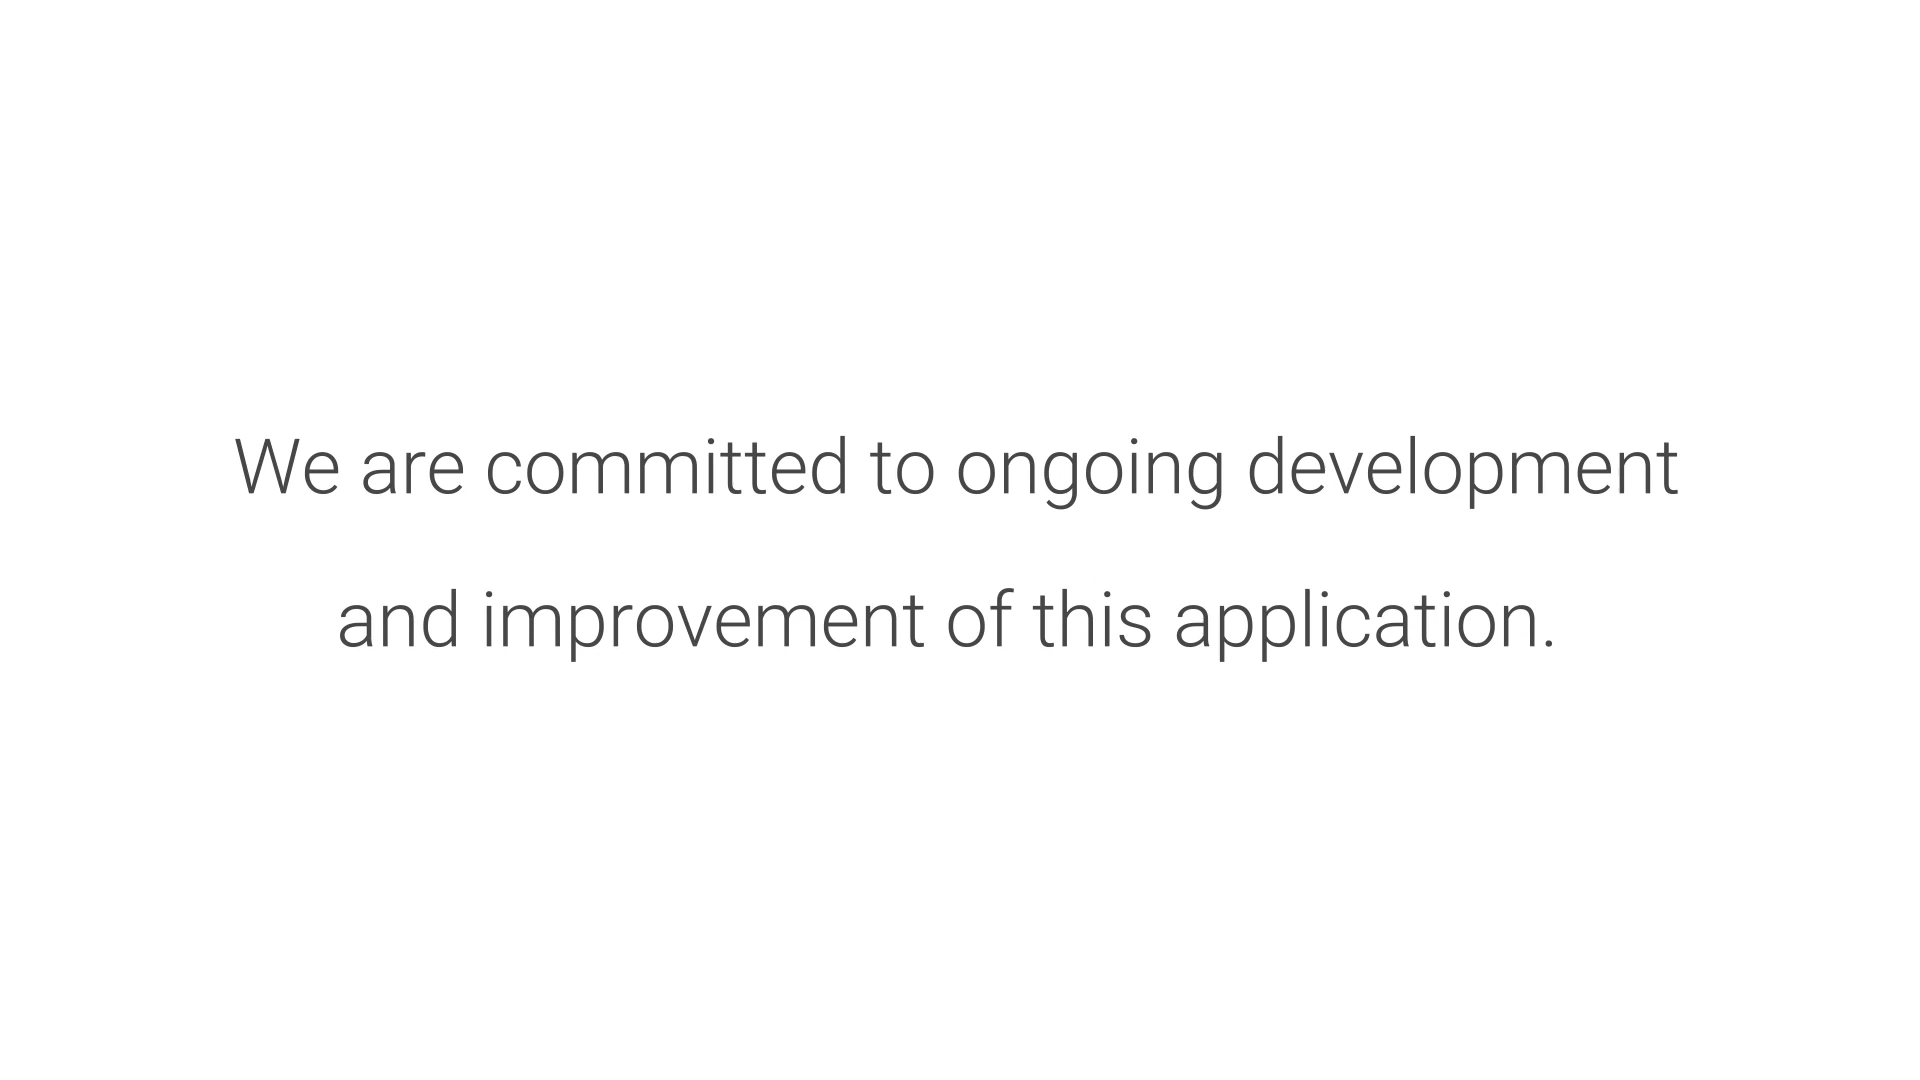 We are committed to ongoing development
and improvement of this application.